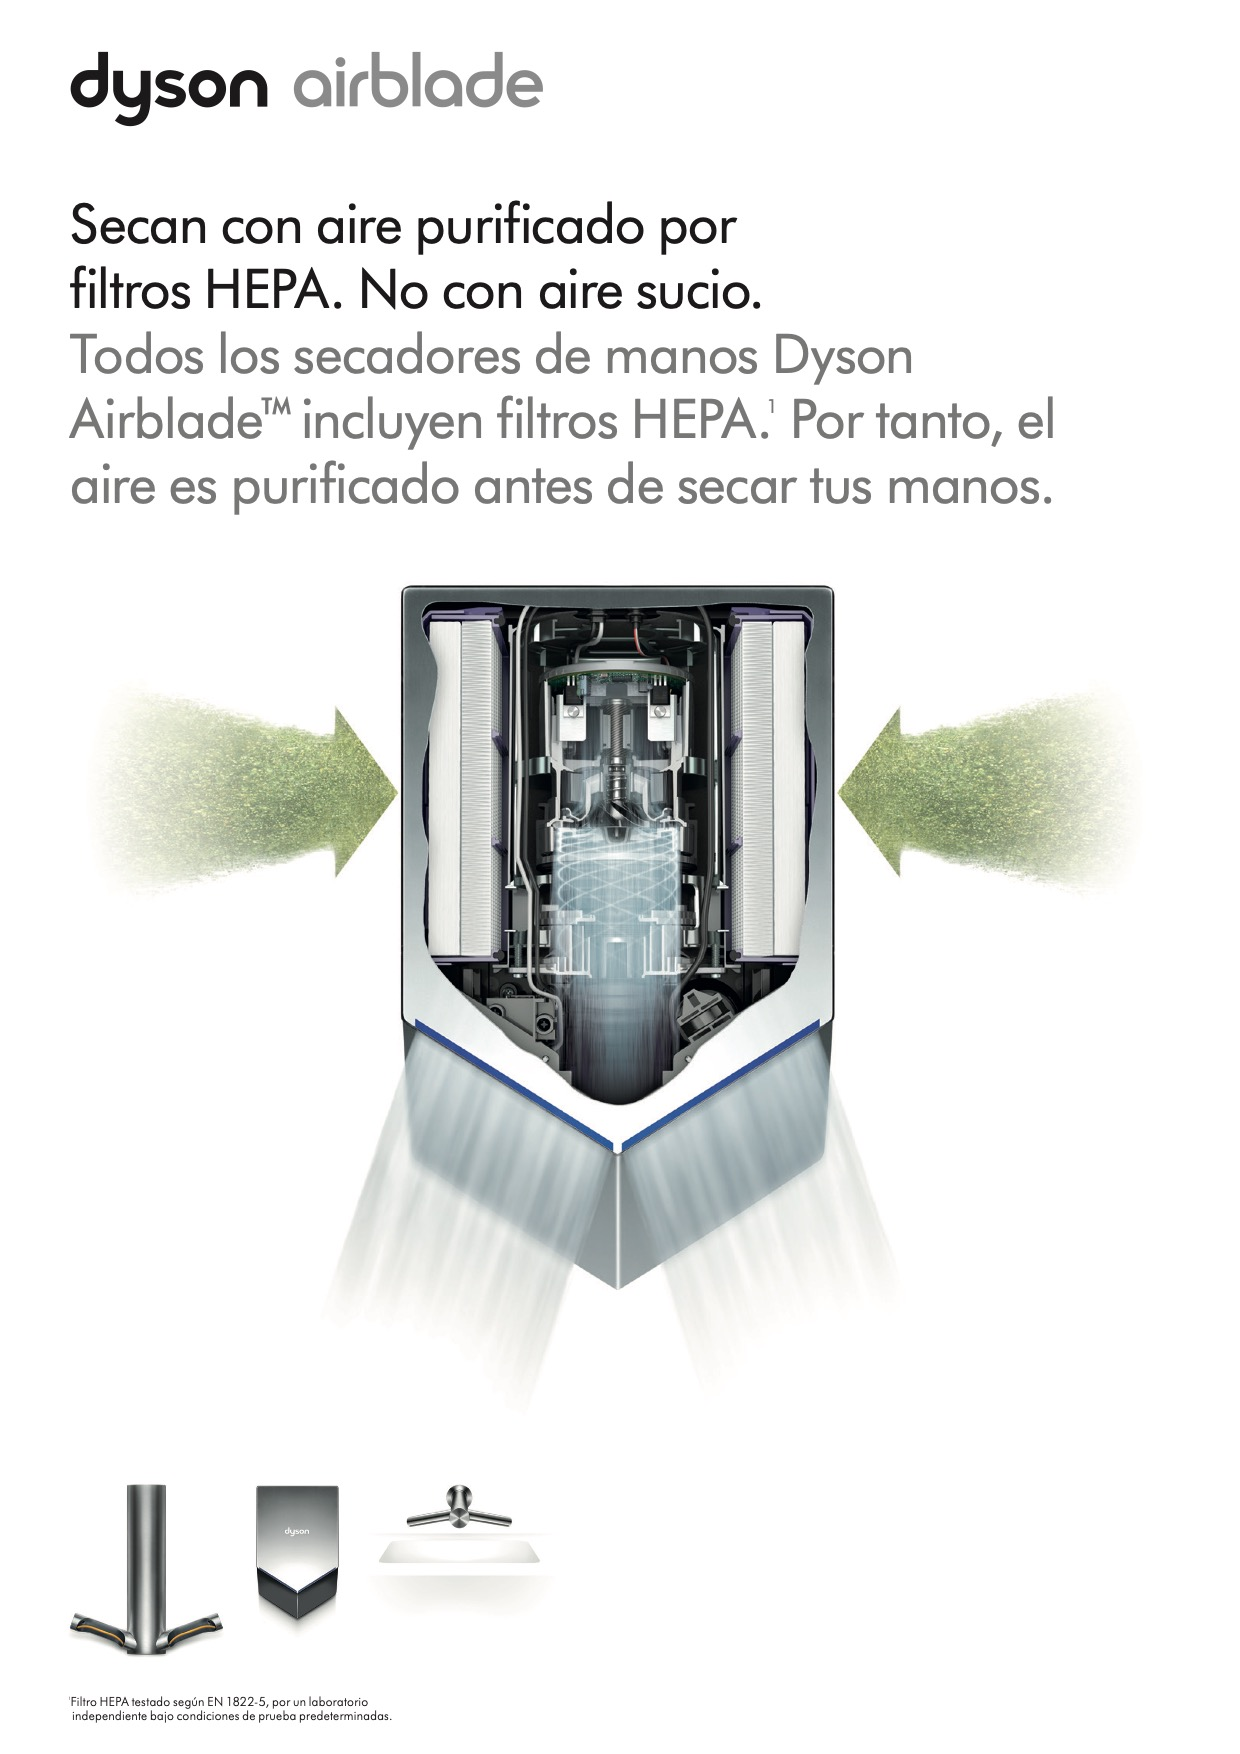 dyson airblade
Secan con aire purificado por
filtros HEPA. No con aire sucio.
Todos los secadores de manos Dyson
Airblade™ incluyen filtros HEPA.¹ Por tanto, el
aire es purificado antes de secar tus manos.
dyson
¹Filtro HEPA testado según EN 1822-5, por un laboratorio
independiente bajo condiciones de prueba predeterminadas.